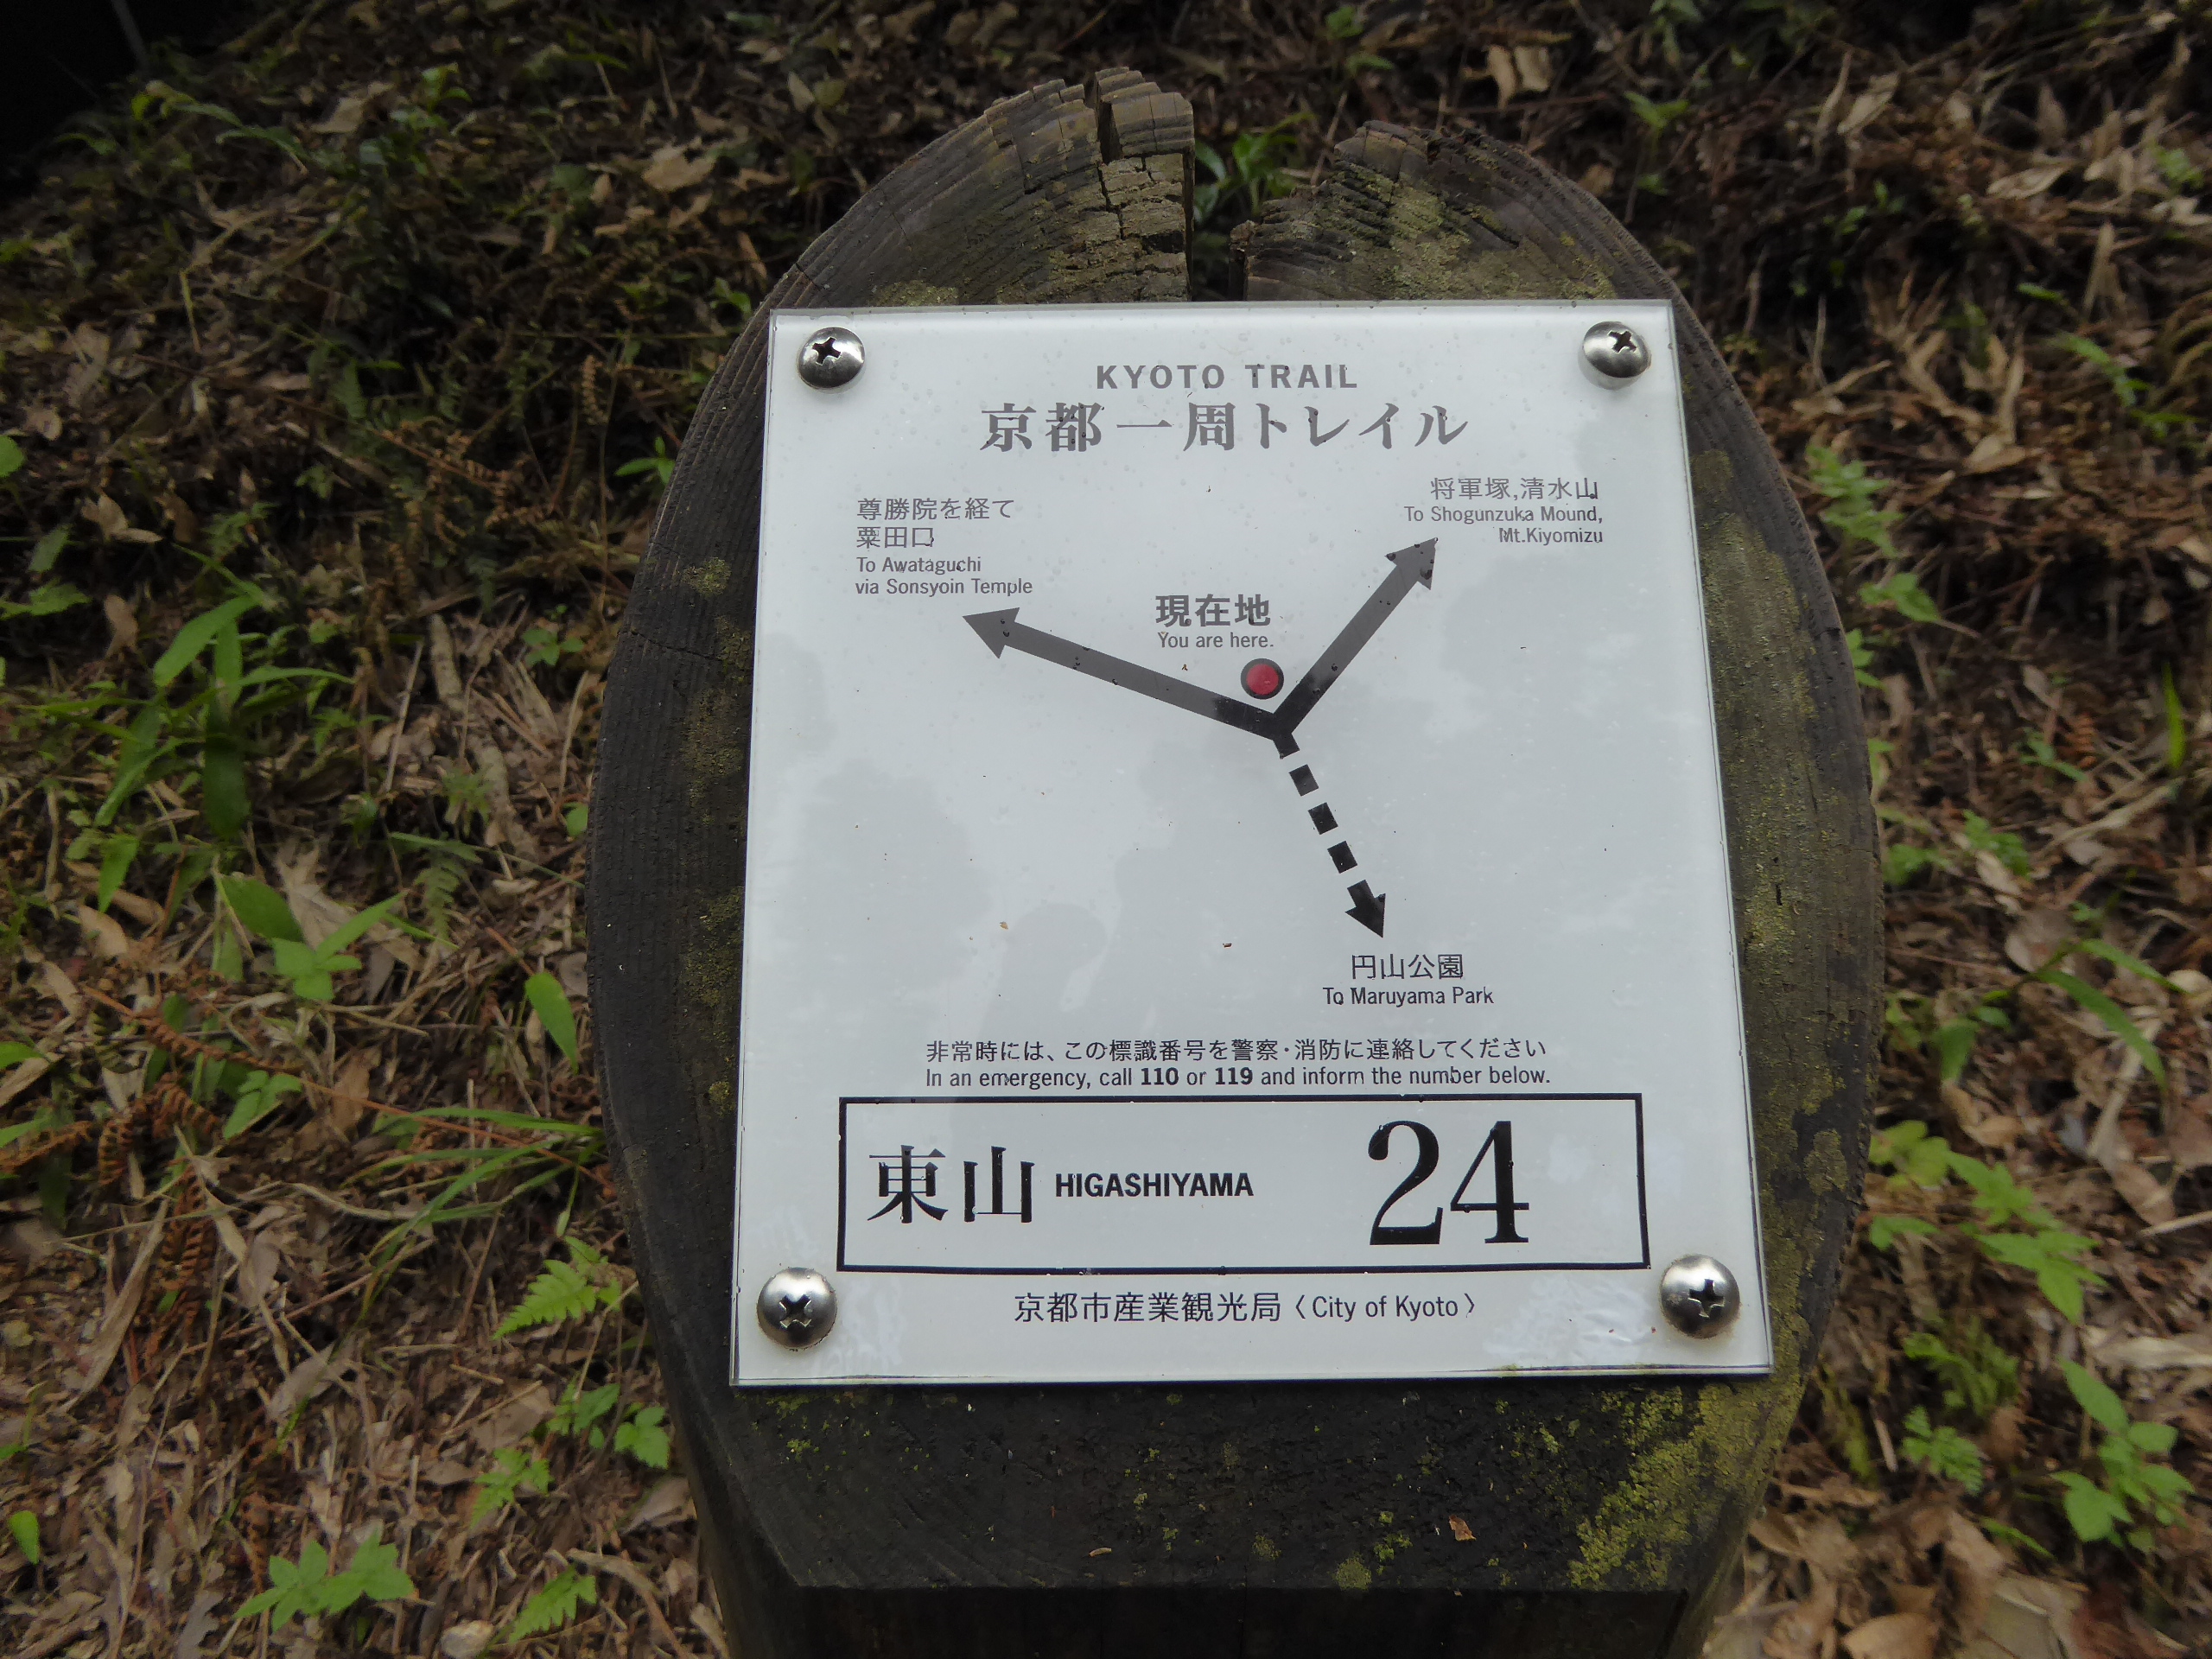 KYOTO TRAIL
京都一周トレイル
尊勝院を経て
粟田口
To Awataguchi
via Sonsyoin Temple
将軍塚,清水山
To Shogunzuka Mound,
Mt.Kiyomizu
現在地
You are here.
円山公園
To Maruyama Park
非常時には、この標識番号を警察・消防に連絡してください
In an emergency, call 110 or 119 and inform the number below.
東山 HIGASHIYAMA 24
京都市産業観光局〈City of Kyoto〉